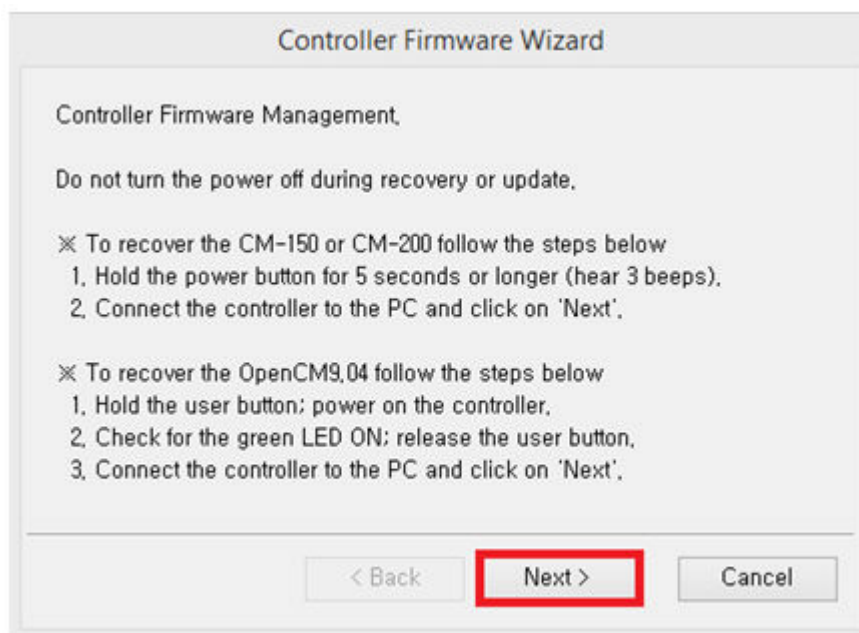 Controller Firmware Wizard
Controller Firmware Management,
Do not turn the power off during recovery or update,
※ To recover the CM-150 or CM-200 follow the steps below
1, Hold the power button for 5 seconds or longer (hear 3 beeps),
2, Connect the controller to the PC and click on 'Next',
※ To recover the OpenCM9,04 follow the steps below
1, Hold the user button; power on the controller,
2, Check for the green LED ON; release the user button,
3, Connect the controller to the PC and click on 'Next',
< Back Next > Cancel